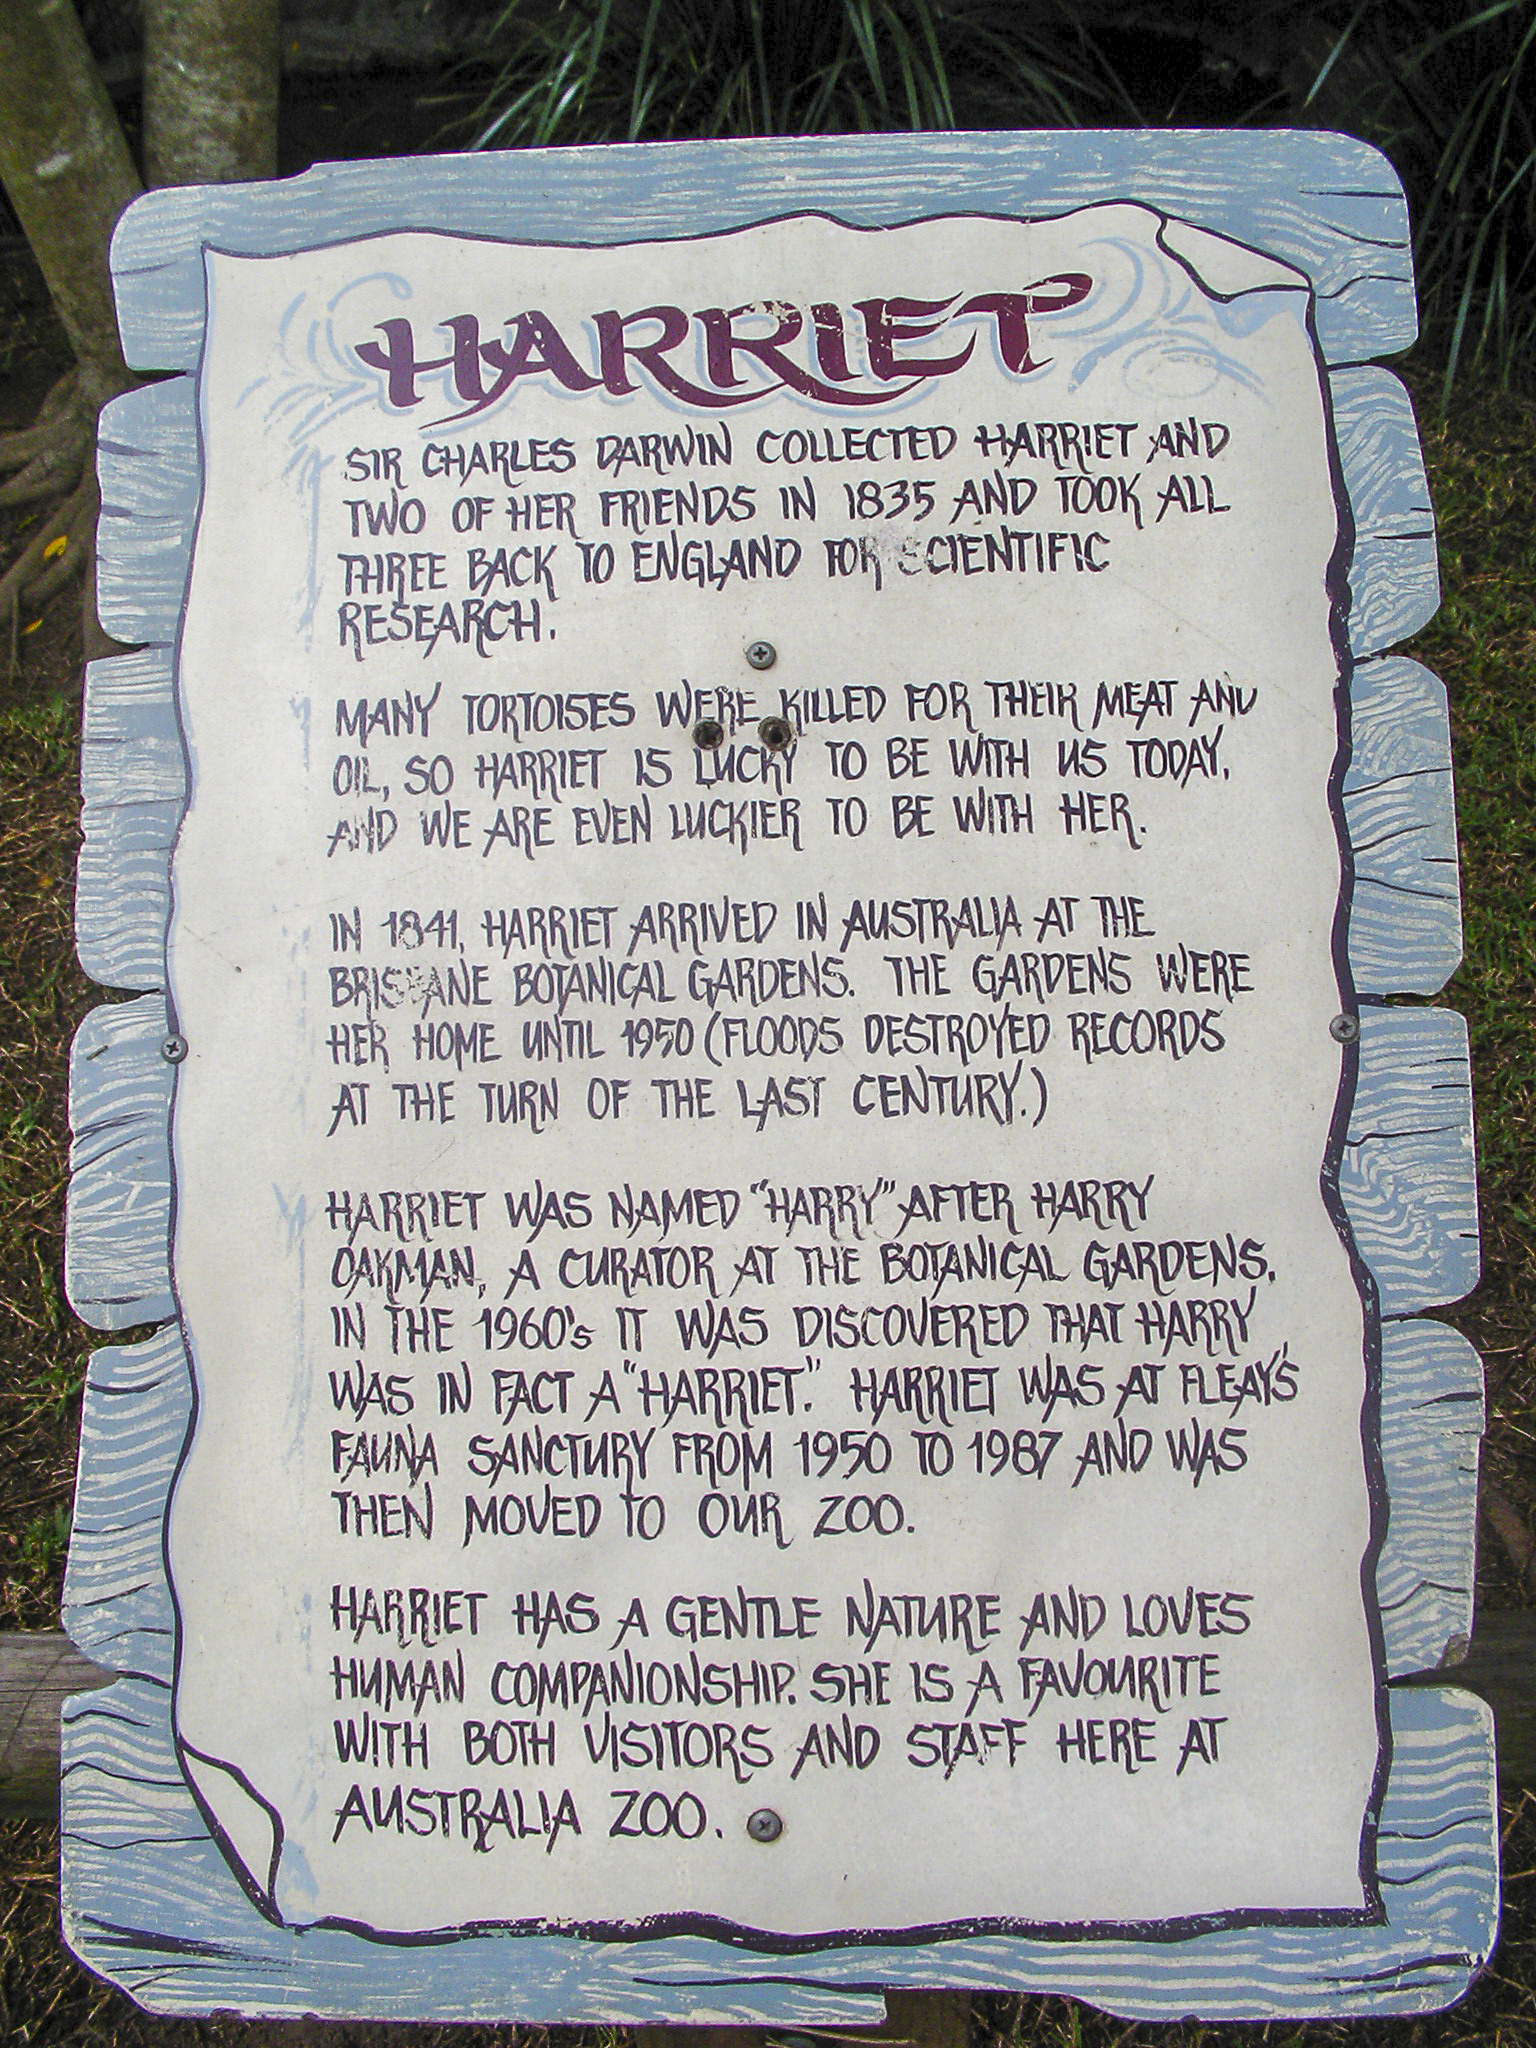 HARRIET
SIR CHARLES DARWIN COLLECTED HARRIET AND
TWO OF HER FRIENDS IN 1835 AND TOOK ALL
THREE BACK TO ENGLAND FOR SCIENTIFIC
RESEARCH.
MANY TORTOISES WERE KILLED FOR THEIR MEAT AND
OIL, SO HARRIET IS LUCKY TO BE WITH US TODAY,
AND WE ARE EVEN LUCKIER TO BE WITH HER.
IN 1841, HARRIET ARRIVED IN AUSTRALIA AT THE
BRISBANE BOTANICAL GARDENS. THE GARDENS WERE
HER HOME UNTIL 1950 (FLOODS DESTROYED RECORDS
AT THE TURN OF THE LAST CENTURY.)
HARRIET WAS NAMED "HARRY" AFTER HARRY
OAKMAN, A CURATOR AT THE BOTANICAL GARDENS.
IN THE 1960's IT WAS DISCOVERED THAT HARRY
WAS IN FACT A "HARRIET." HARRIET WAS AT FLEAY'S
FAUNA SANCTURY FROM 1950 TO 1987 AND WAS
THEN MOVED TO OUR ZOO.
HARRIET HAS A GENTLE NATURE AND LOVES
HUMAN COMPANIONSHIP. SHE IS A FAVOURITE
WITH BOTH VISITORS AND STAFF HERE AT
AUSTRALIA ZOO.